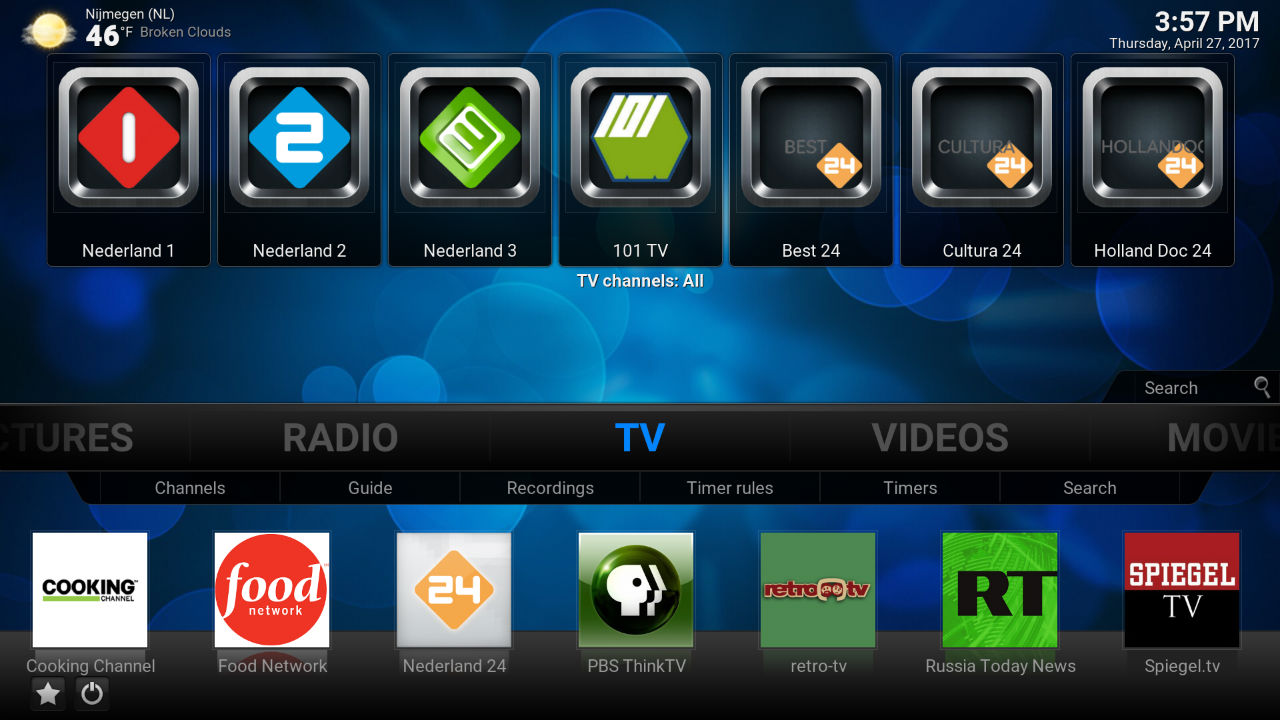 Nijmegen (NL)
46°F Broken Clouds
3:57 PM
Thursday, April 27, 2017
1
2
3
101
BEST 24
CULTURA 24
HOLLANDOC 24
Nederland 1
Nederland 2
Nederland 3
101 TV
Best 24
Cultura 24
Holland Doc 24
TV channels: All
Search
CTURES
RADIO
TV
VIDEOS
MOVIE
Channels
Guide
Recordings
Timer rules
Timers
Search
COOKING
CHANNEL
food
network
24
retro tv
RT
SPIEGEL
TV
Cooking Channel
Food Network
Nederland 24
PBS ThinkTV
retro-tv
Russia Today News
Spiegel.tv